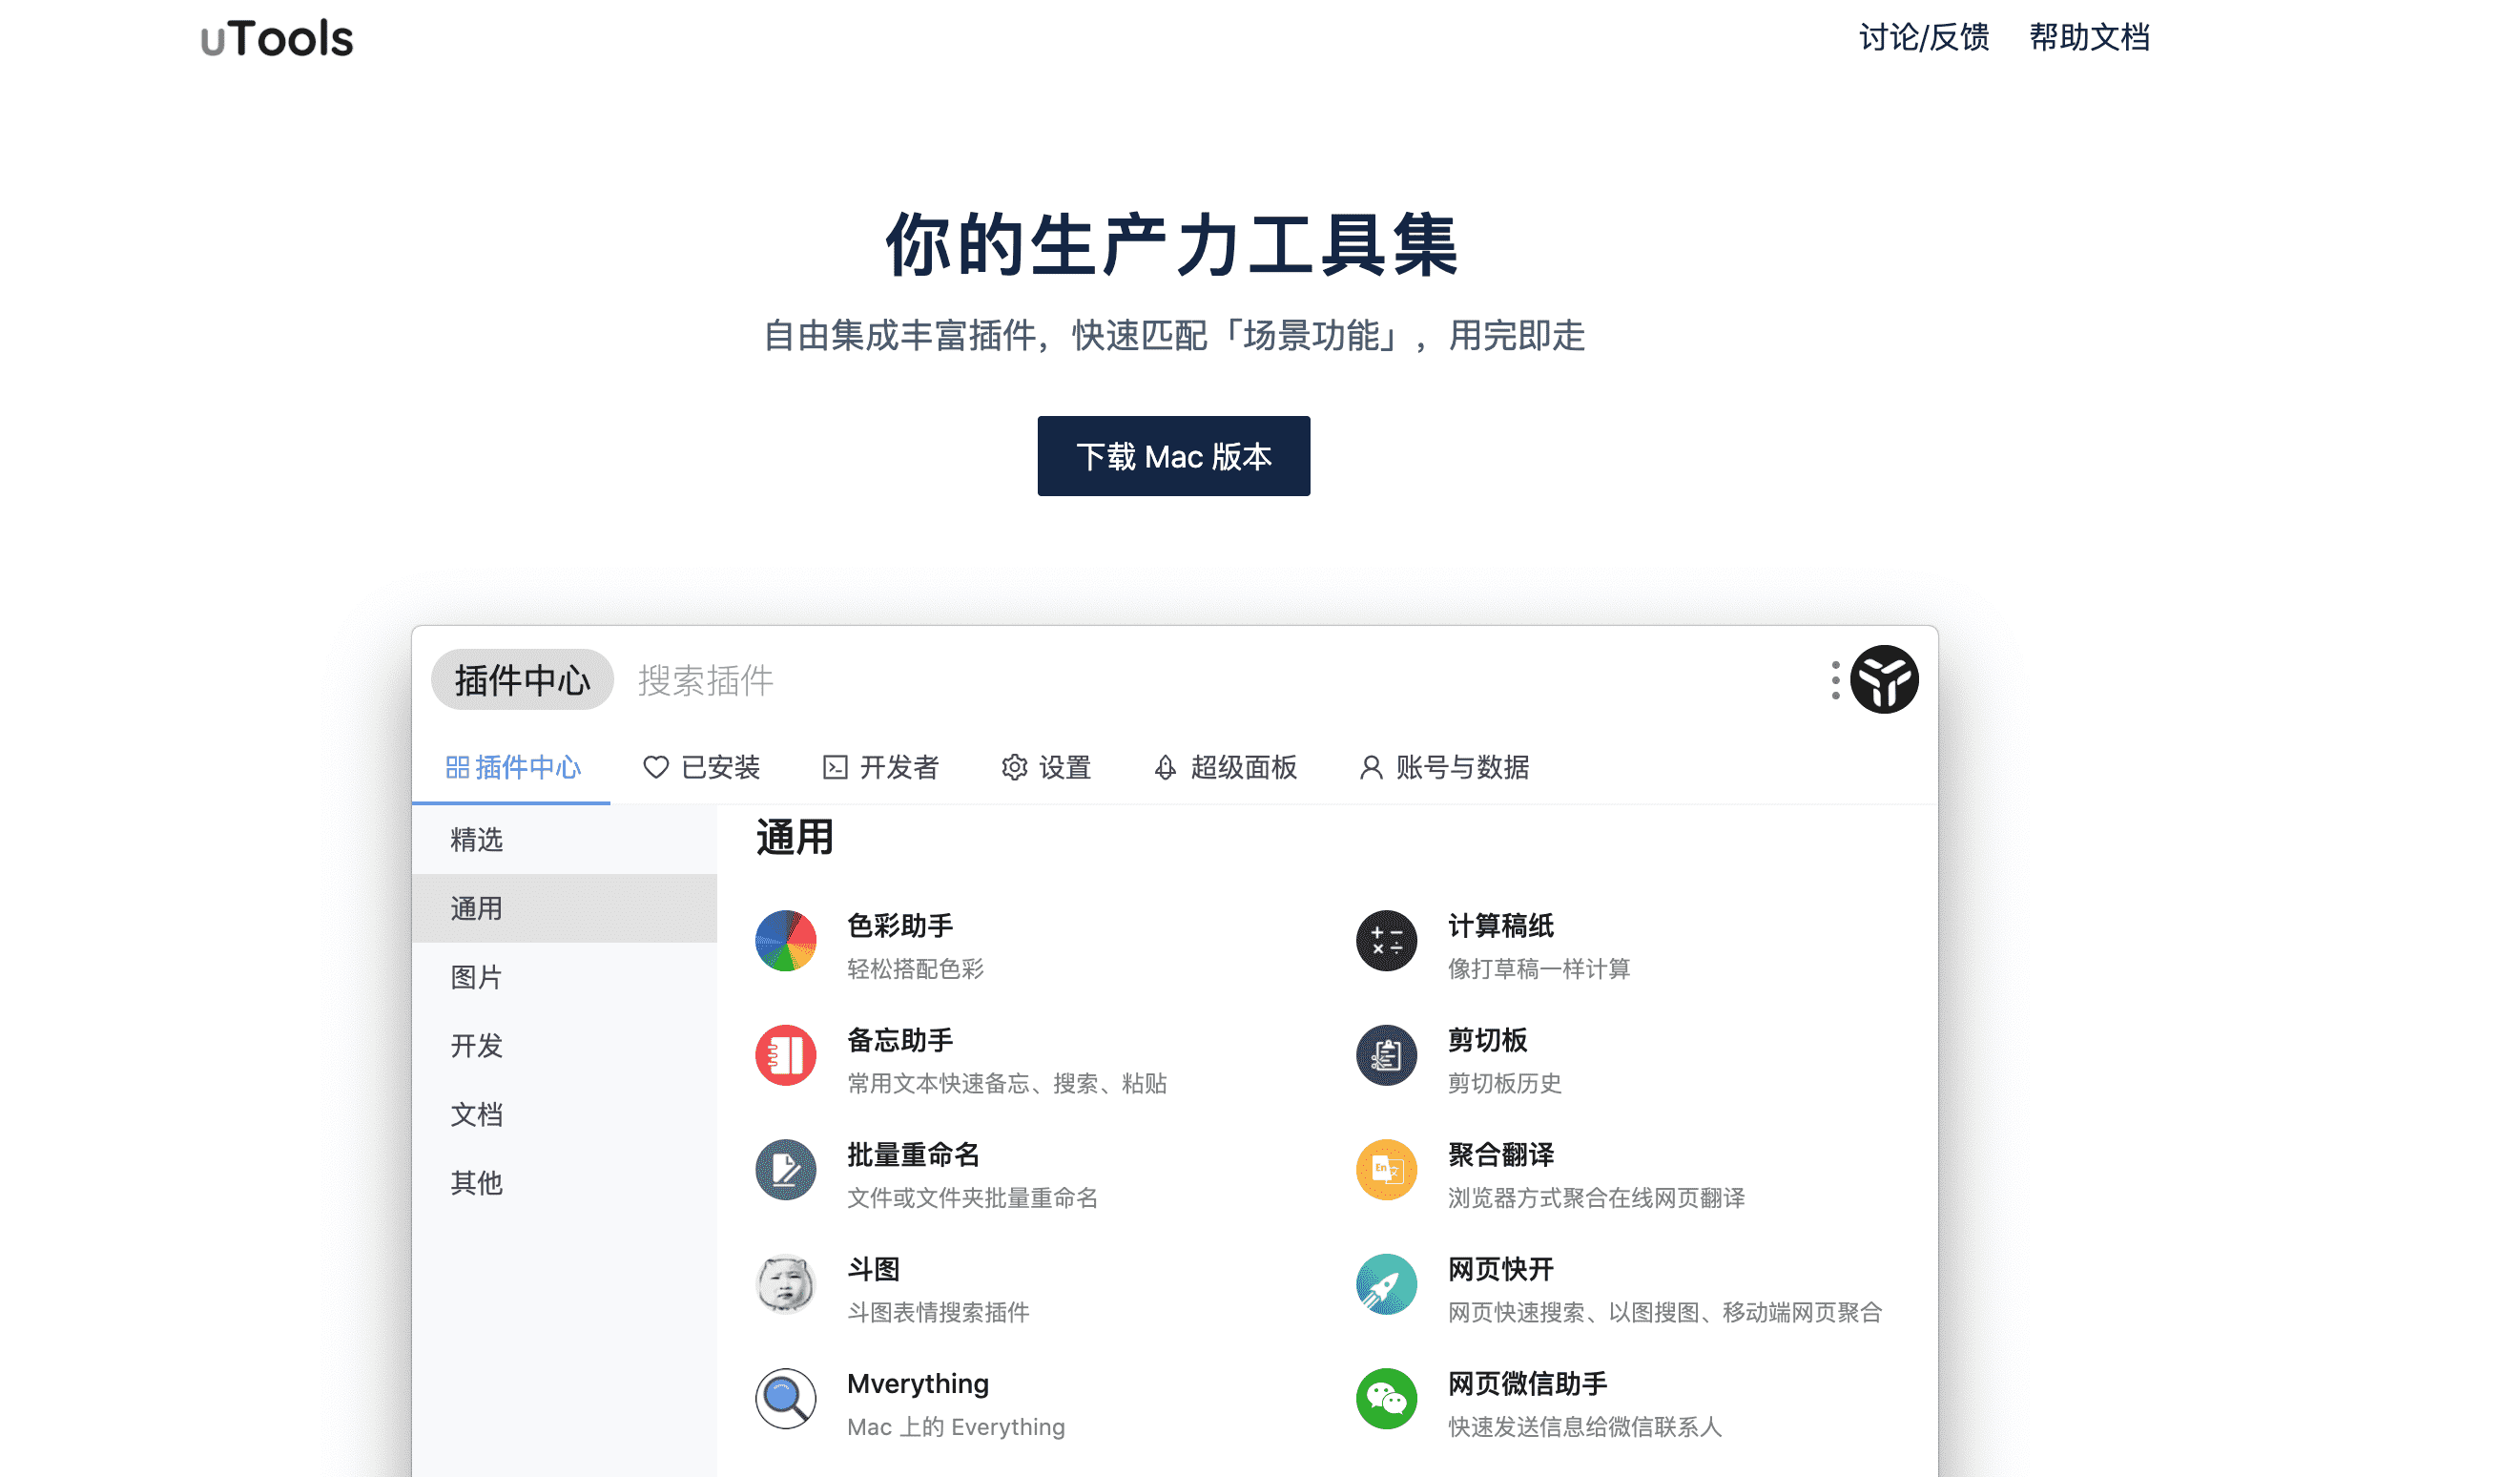 uTools
讨论/反馈 帮助文档
你的生产力工具集
自由集成丰富插件，快速匹配「场景功能」，用完即走
下载 Mac 版本
插件中心 搜索插件
插件中心 已安装 开发者 设置 超级面板 账号与数据
精选
通用
图片
开发
文档
其他
通用
色彩助手
轻松搭配色彩
计算稿纸
像打草稿一样计算
备忘助手
常用文本快速备忘、搜索、粘贴
剪切板
剪切板历史
批量重命名
文件或文件夹批量重命名
En 文
聚合翻译
浏览器方式聚合在线网页翻译
斗图
斗图表情搜索插件
网页快开
网页快速搜索、以图搜图、移动端网页聚合
Mverything
Mac 上的 Everything
网页微信助手
快速发送信息给微信联系人